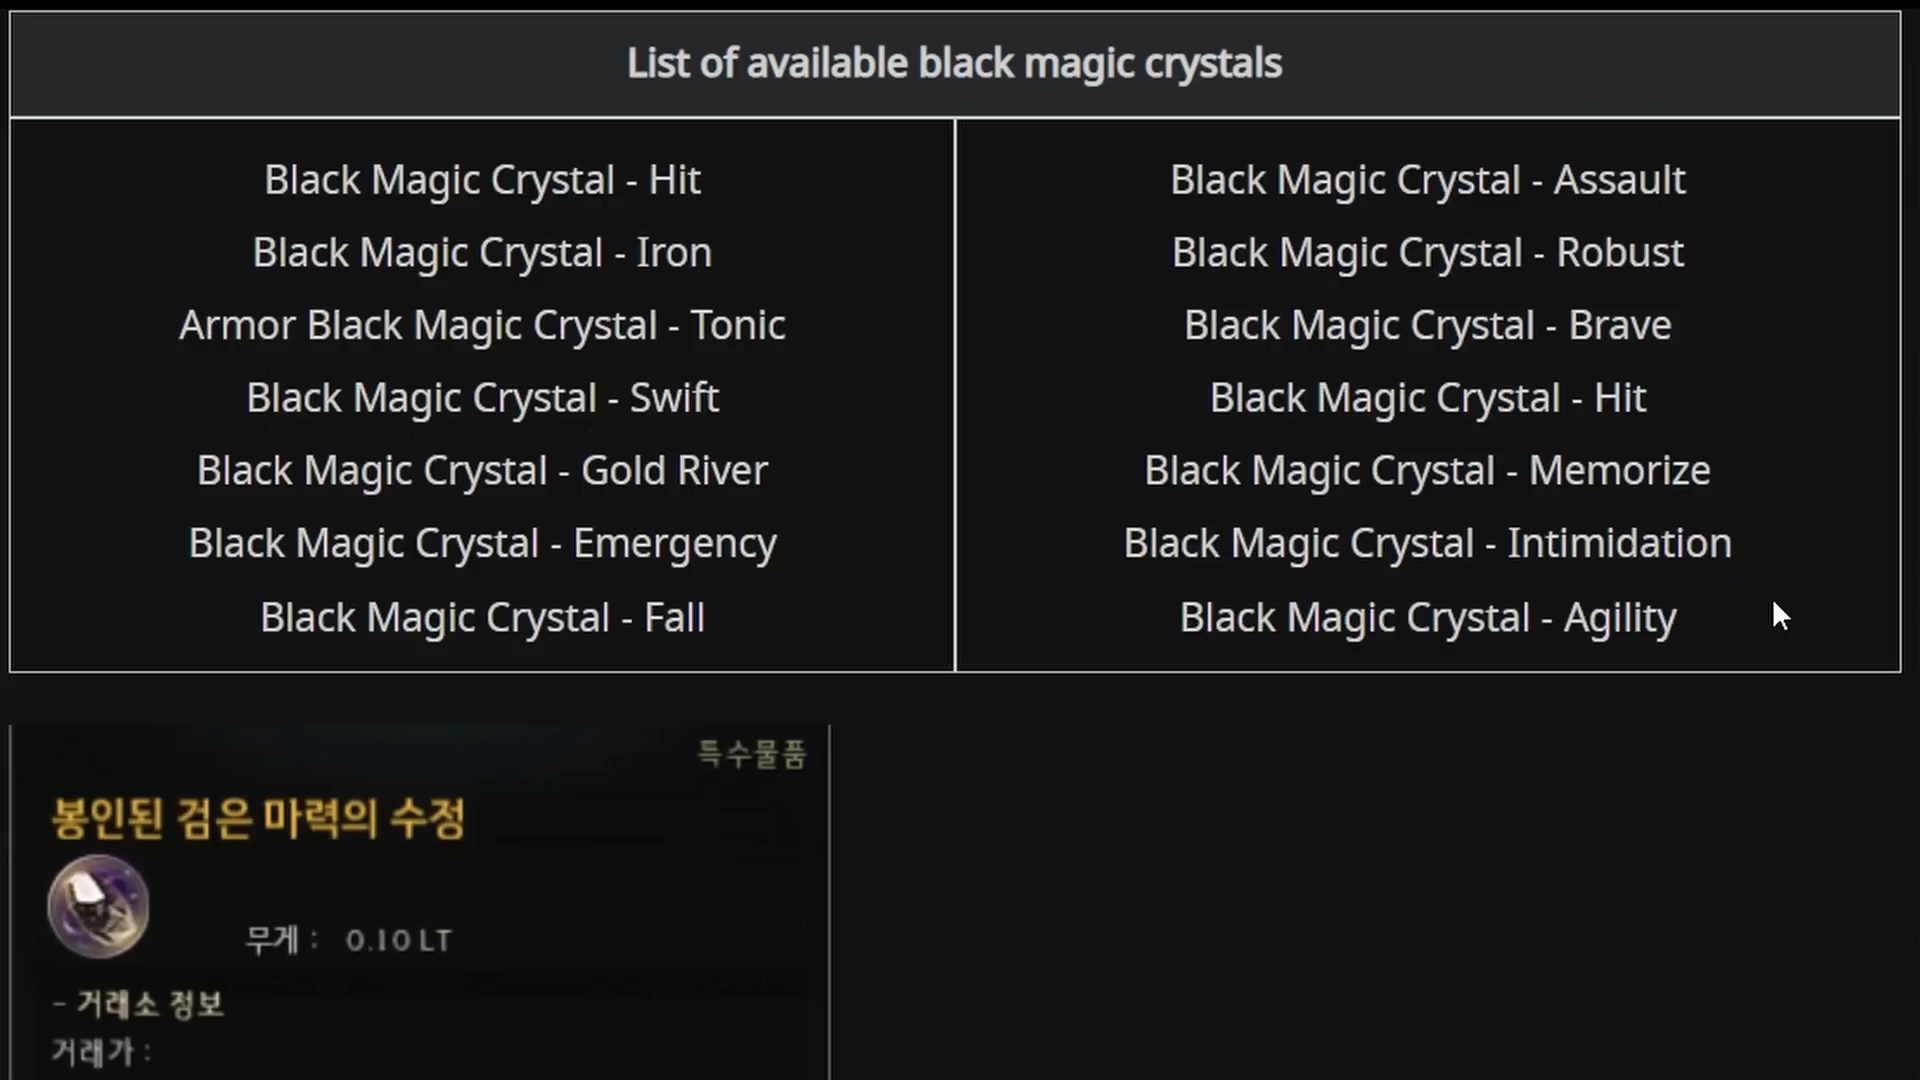 List of available black magic crystals
Black Magic Crystal - Hit
Black Magic Crystal - Iron
Armor Black Magic Crystal - Tonic
Black Magic Crystal - Swift
Black Magic Crystal - Gold River
Black Magic Crystal - Emergency
Black Magic Crystal - Fall
Black Magic Crystal - Assault
Black Magic Crystal - Robust
Black Magic Crystal - Brave
Black Magic Crystal - Hit
Black Magic Crystal - Memorize
Black Magic Crystal - Intimidation
Black Magic Crystal - Agility
특수물품
봉인된 검은 마력의 수정
무게 : 0.10 LT
- 거래소 정보
거래가 :